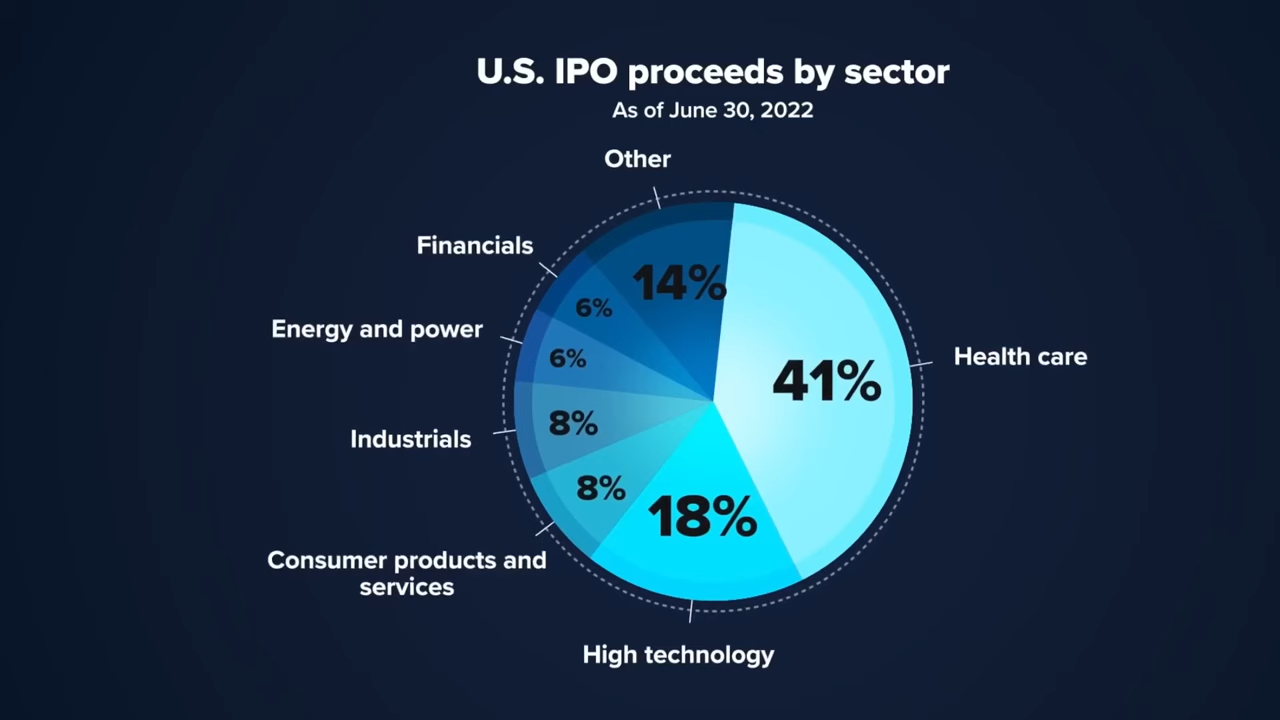 U.S. IPO proceeds by sector
As of June 30, 2022
Other
Financials
14%
6%
Energy and power
6%
Health care
41%
Industrials
8%
8%
18%
Consumer products and
services
High technology